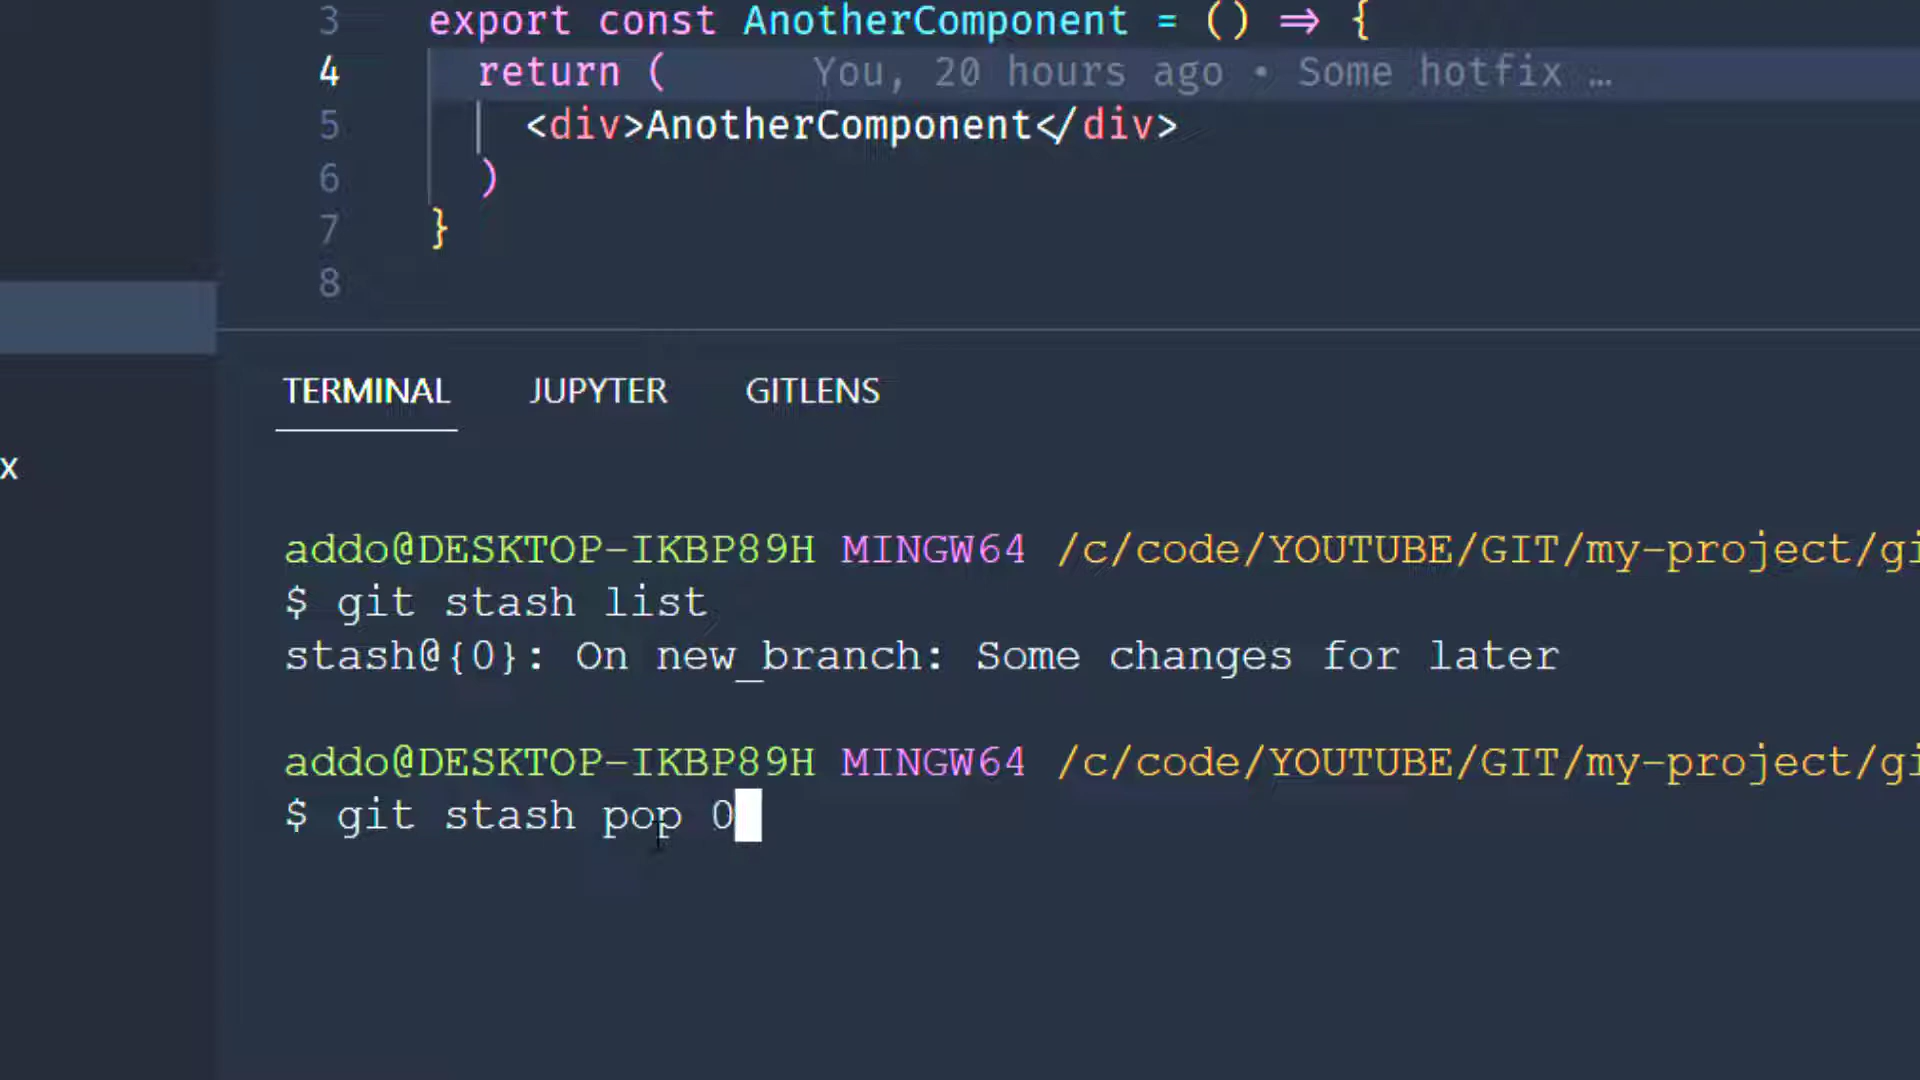 3 export const AnotherComponent = () => {
4 return ( You, 20 hours ago • Some hotfix …
5 <div>AnotherComponent</div>
6 )
7 }
8
TERMINAL JUPYTER GITLENS
x
addo@DESKTOP-IKBP89H MINGW64 /c/code/YOUTUBE/GIT/my-project/gi
$ git stash list
stash@{0}: On new_branch: Some changes for later
addo@DESKTOP-IKBP89H MINGW64 /c/code/YOUTUBE/GIT/my-project/gi
$ git stash pop 0